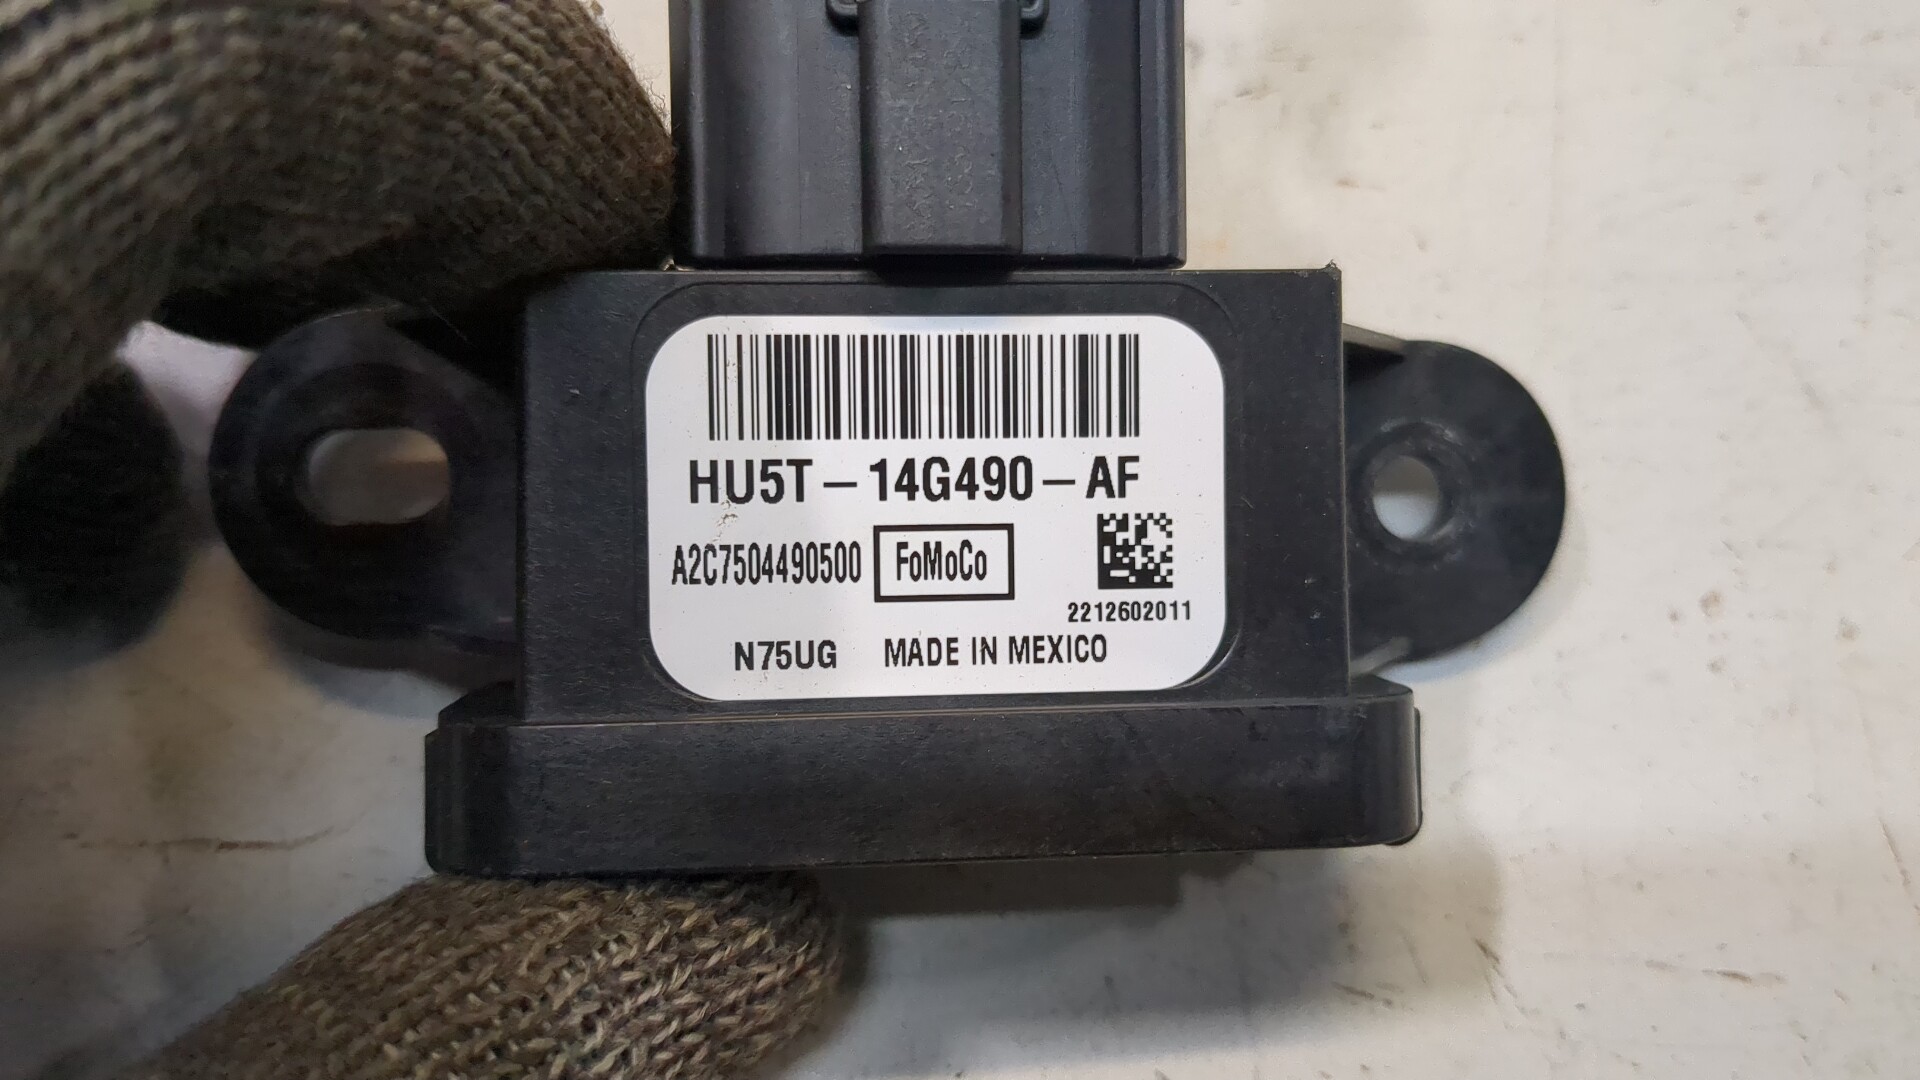 HU5T-14G490-AF
A2C7504490500 FoMoCo
2212602011
N75UG MADE IN MEXICO